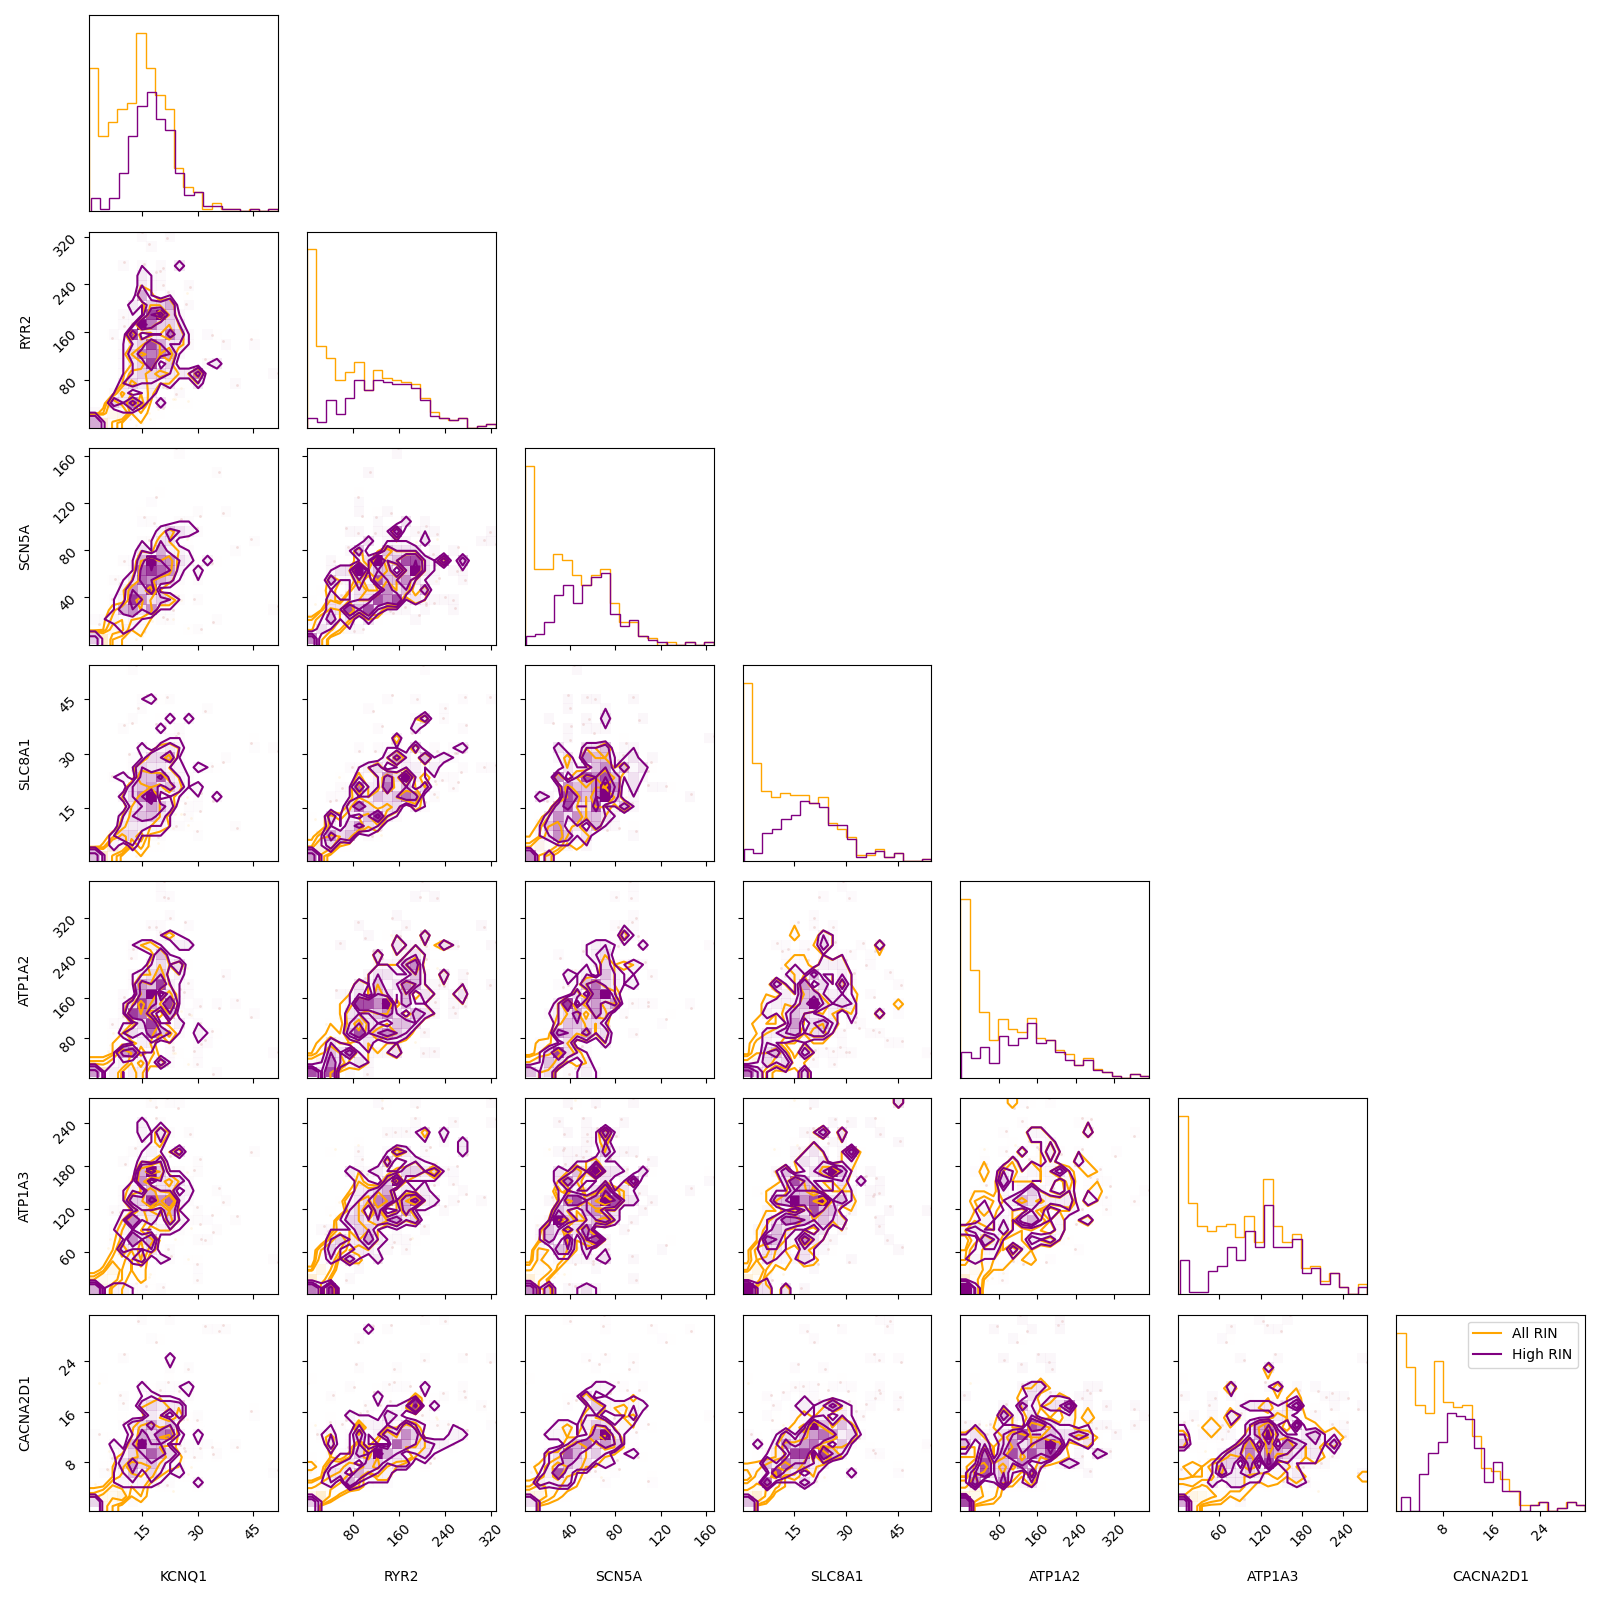 320
240
160
80
RYR2
160
120
80
40
SCN5A
45
30
15
SLC8A1
320
240
160
80
ATP1A2
240
180
120
60
ATP1A3
All RIN
High RIN
24
16
8
CACNA2D1
15 30 45 80 160 240 320 40 80 120 160 15 30 45 80 160 240 320 60 120 180 240 8 16 24
KCNQ1 RYR2 SCN5A SLC8A1 ATP1A2 ATP1A3 CACNA2D1